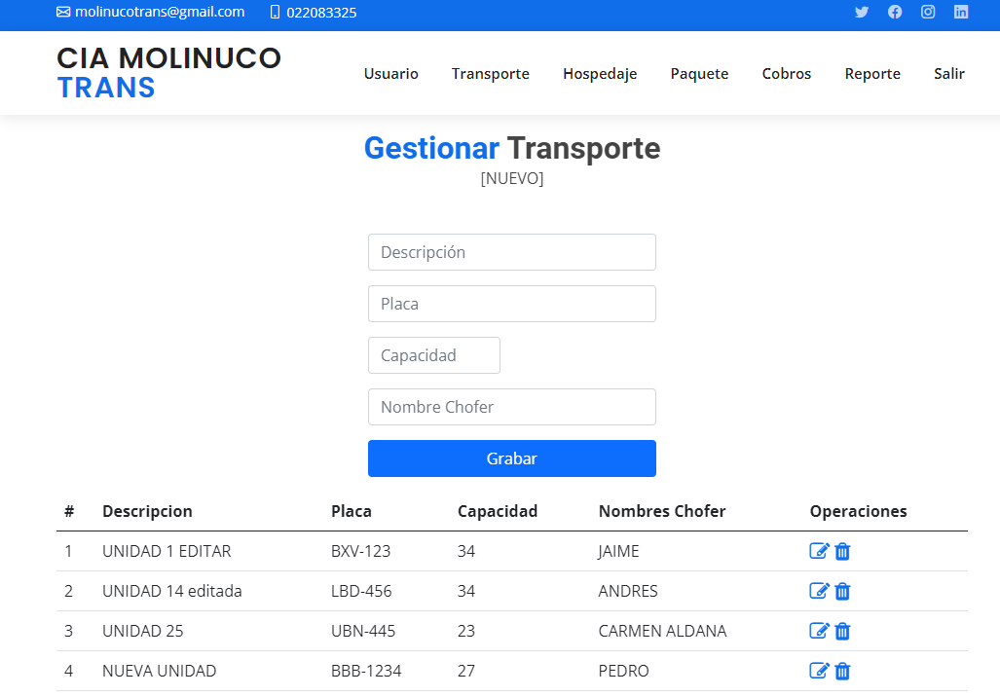 molinucotrans@gmail.com 022083325
CIA MOLINUCO
TRANS
Usuario Transporte Hospedaje Paquete Cobros Reporte Salir
Gestionar Transporte
[NUEVO]
Descripción
Placa
Capacidad
Nombre Chofer
Grabar
# Descripcion Placa Capacidad Nombres Chofer Operaciones
1 UNIDAD 1 EDITAR BXV-123 34 JAIME
2 UNIDAD 14 editada LBD-456 34 ANDRES
3 UNIDAD 25 UBN-445 23 CARMEN ALDANA
4 NUEVA UNIDAD BBB-1234 27 PEDRO